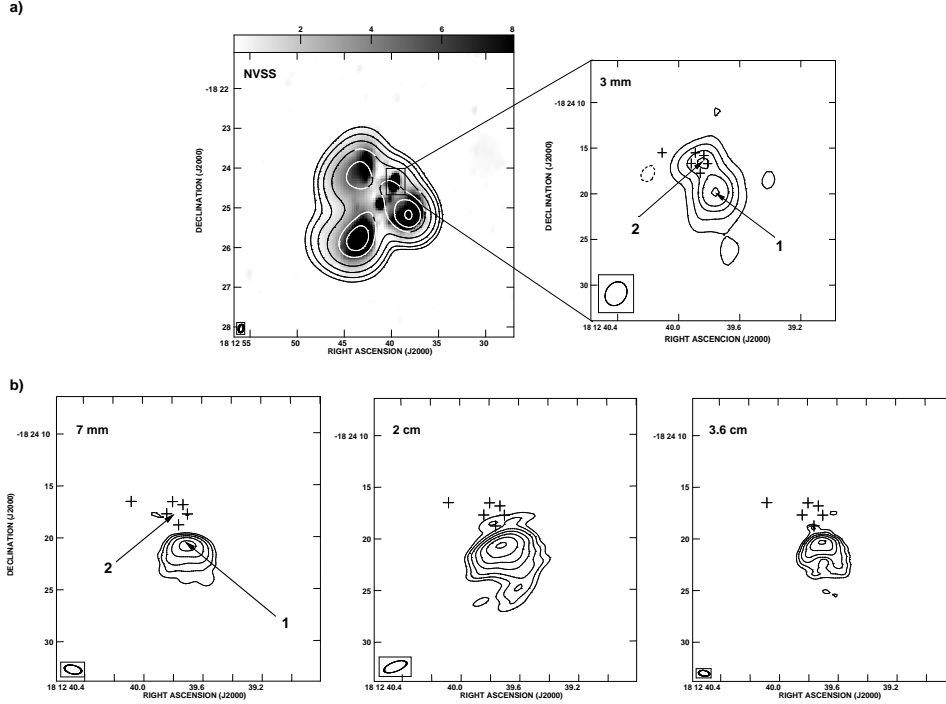 a)
2 4 6 8
NVSS
-18 22
23
24
25
26
27
28
DECLINATION (J2000)
18 12 55 50 45 40 35 30
RIGHT ASCENSION (J2000)
3 mm
-18 24 10
15
20
25
30
DECLINATION (J2000)
2
1
18 12 40.4 40.0 39.6 39.2
RIGHT ASCENCION (J2000)
b)
7 mm
-18 24 10
15
20
25
30
DECLINATION (J2000)
2
1
18 12 40.4 40.0 39.6 39.2
RIGHT ASCENSION (J2000)
2 cm
-18 24 10
15
20
25
30
18 12 40.4 40.0 39.6 39.2
RIGHT ASCENSION (J2000)
3.6 cm
-18 24 10
15
20
25
30
18 12 40.4 40.0 39.6 39.2
RIGHT ASCENSION (J2000)